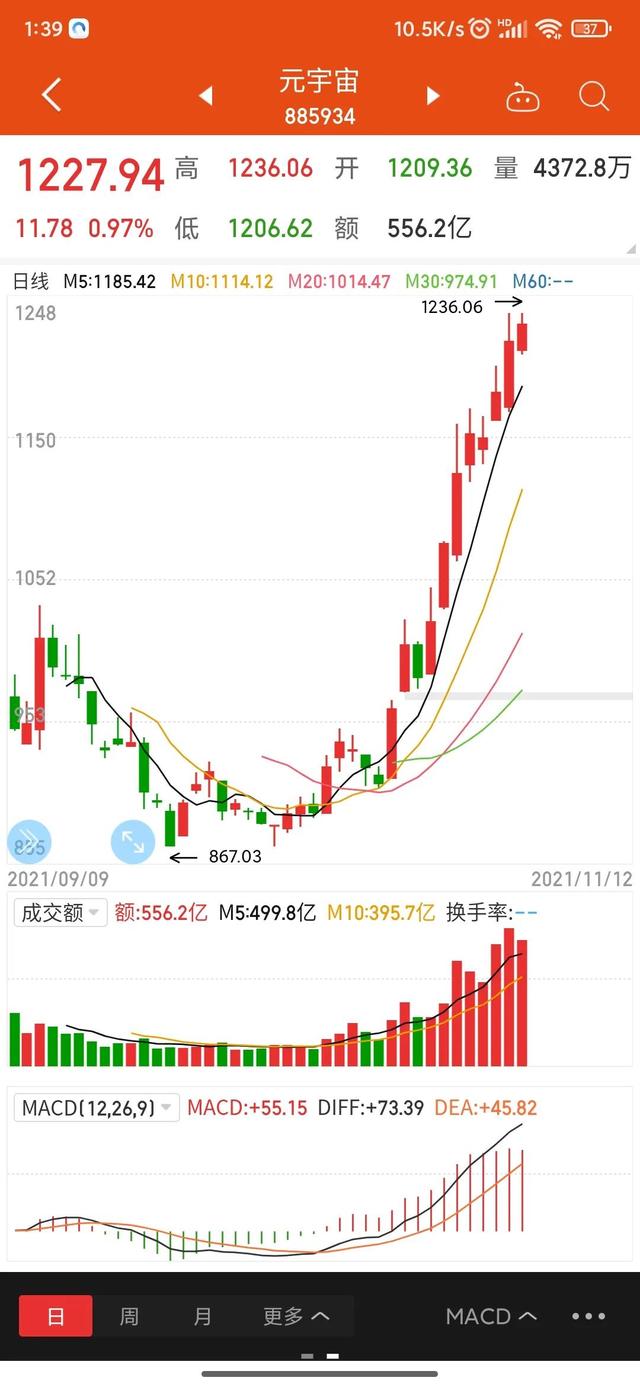 1:39 10.5K/s HD 37
元宇宙
885934
1227.94 高 1236.06 开 1209.36 量 4372.8万
11.78 0.97% 低 1206.62 额 556.2亿
日线 M5:1185.42 M10:1114.12 M20:1014.47 M30:974.91 M60:--
1248
1236.06
1150
1052
953
855
867.03
2021/09/09 2021/11/12
成交额 额:556.2亿 M5:499.8亿 M10:395.7亿 换手率:--
MACD(12,26,9) MACD:+55.15 DIFF:+73.39 DEA:+45.82
日 周 月 更多 MACD